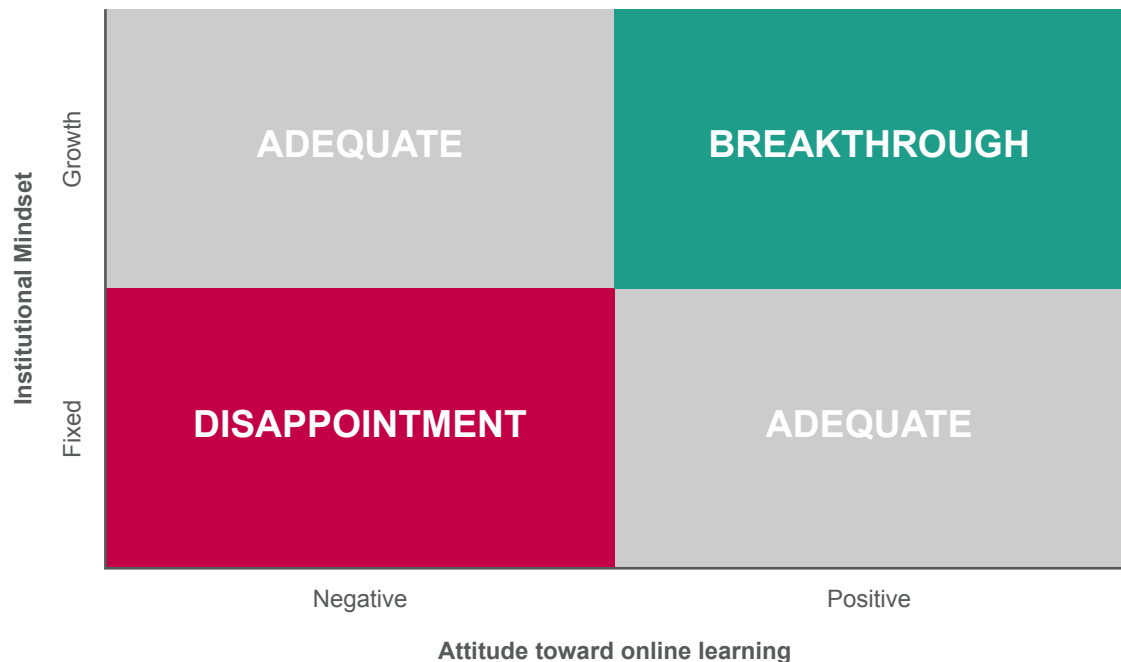 Institutional Mindset
Growth
Fixed
ADEQUATE
BREAKTHROUGH
DISAPPOINTMENT
ADEQUATE
Negative
Positive
Attitude toward online learning